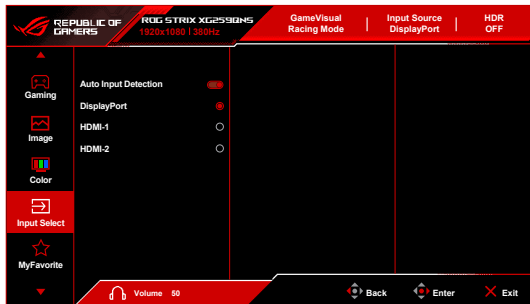 REPUBLIC OF
GAMERS
ROG STRIX XG259QNS
1920x1080 | 380Hz
GameVisual
Racing Mode
Input Source
DisplayPort
HDR
OFF
Gaming
Image
Color
Input Select
MyFavorite
Auto Input Detection
DisplayPort
HDMI-1
HDMI-2
Volume 50
Back
Enter
Exit